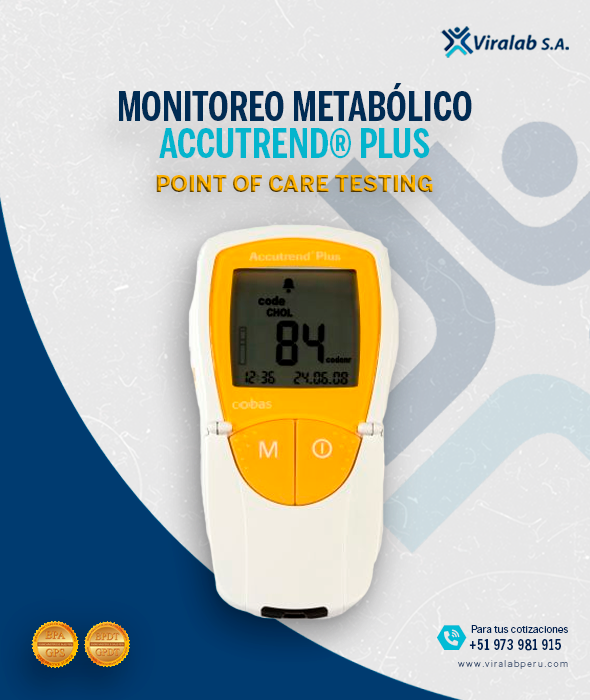 Viralab S.A.
MONITOREO METABÓLICO
ACCUTREND® PLUS
POINT OF CARE TESTING
Accutrend® Plus
code
CHOL
84
codenr
12:36 24.06.08
cobas
M
EPA
GPS
BPDT
OPDT
Para tus cotizaciones
+51 973 981 915
www.viralabperu.com